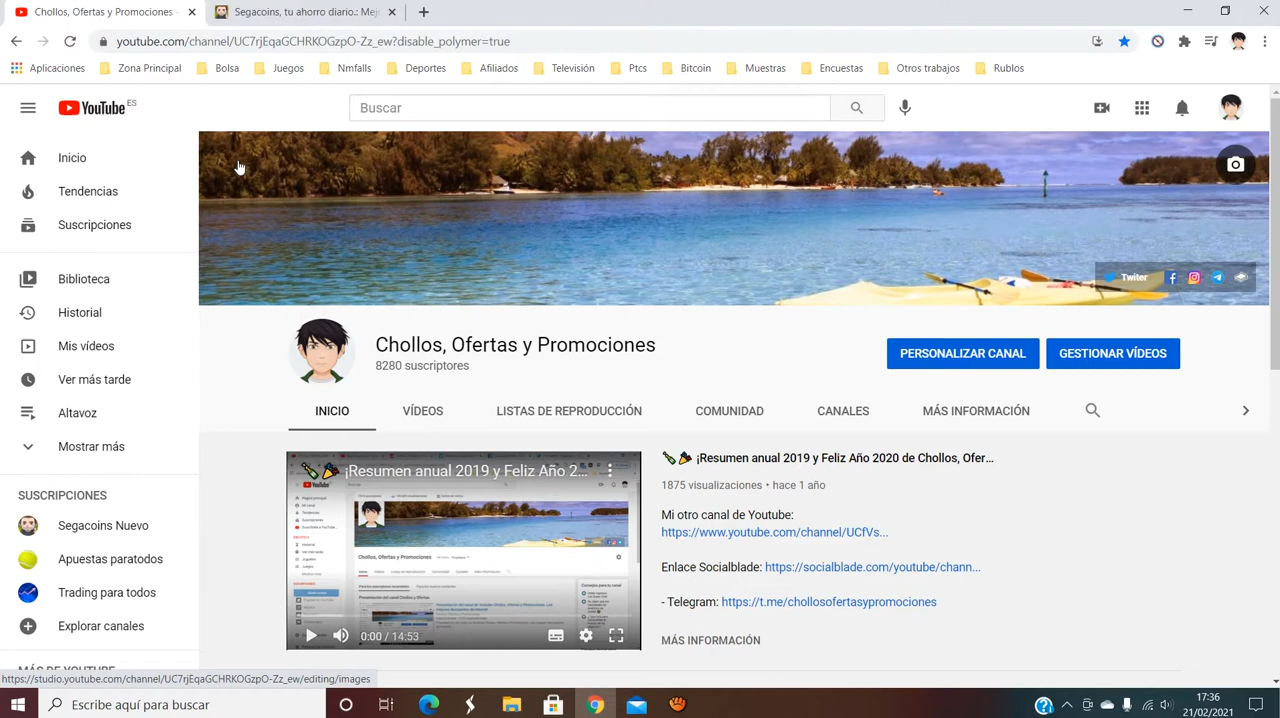 Chollos, Ofertas y Promociones -
Segacoins, tu ahorro diario.: Mej
youtube.com/channel/UC7rjEqaGCHRKOGzpO-Zz_ew?disable_polymer=true
Aplicaciones Zona Principal Bolsa Juegos Nmfalls Deportes Afiliados Televisión Ptcs Bitcoin Muestras Encuestas Otros trabajos Rublos
YouTube ES
Buscar
Inicio
Tendencias
Suscripciones
Biblioteca
Historial
Mis vídeos
Ver más tarde
Altavoz
Mostrar más
SUSCRIPCIONES
Segacoins Nuevo
Apuestas paratodos
Trading para todos
Explorar canales
MÁS DE YOUTUBE
Twiter
Chollos, Ofertas y Promociones
8280 suscriptores
PERSONALIZAR CANAL
GESTIONAR VÍDEOS
INICIO VÍDEOS LISTAS DE REPRODUCCIÓN COMUNIDAD CANALES MÁS INFORMACIÓN
¡Resumen anual 2019 y Feliz Año 2...
Chollos, Ofertas y Promociones
0:00 / 14:53
¡Resumen anual 2019 y Feliz Año 2020 de Chollos, Ofer...
1875 visualizaciones • hace 1 año
Mi otro canal de Youtube:
https://www.youtube.com/channel/UCfVs...
Enlace Socialblade: https://socialblade.com/youtube/chann...
- Telegram: https://t.me/chollosofertasypromociones
MÁS INFORMACIÓN
https://studio.youtube.com/channel/UC7rjEqaGCHRKOGzpO-Zz_ew/editing/images
Escribe aquí para buscar
17:36
21/02/2021